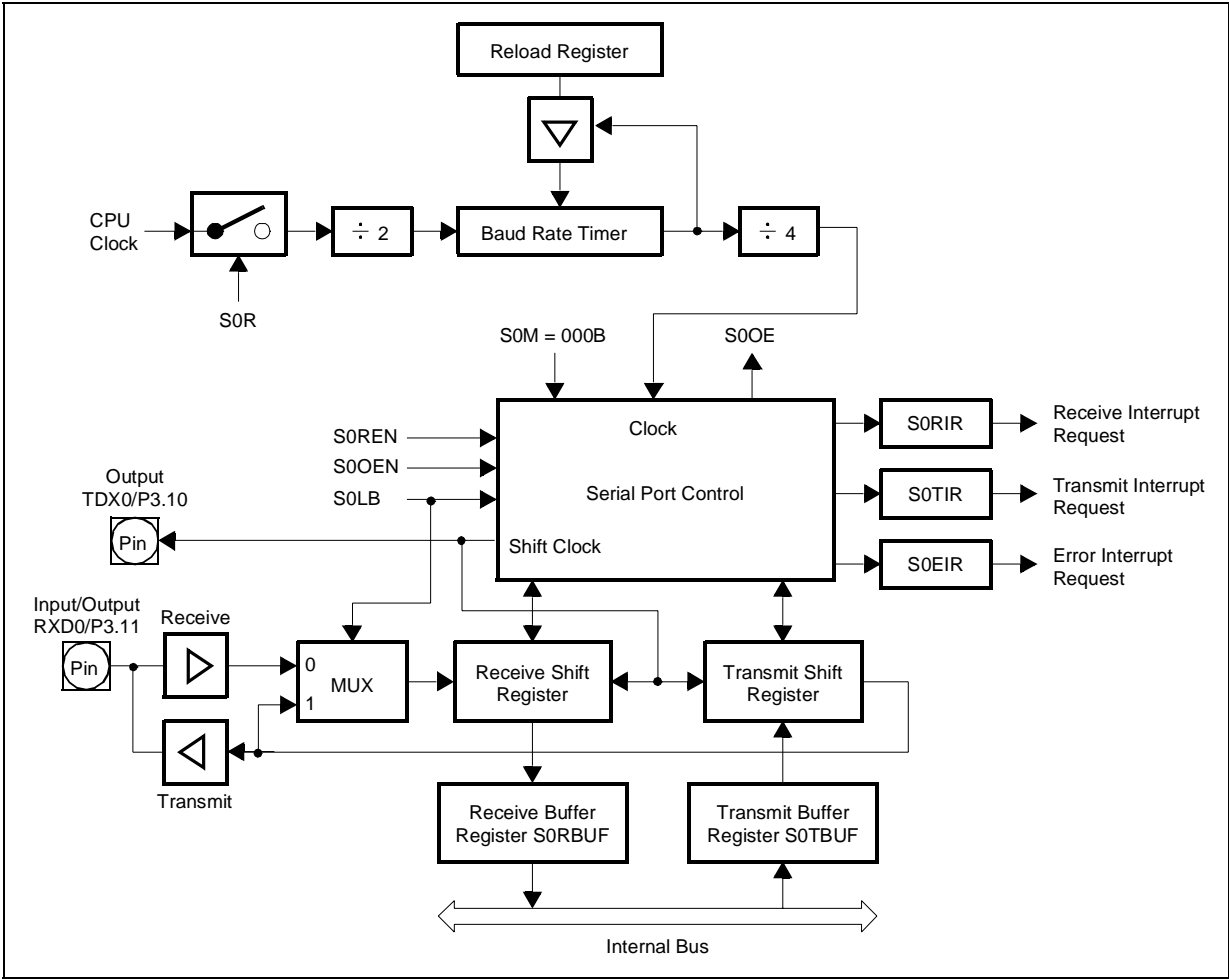 Reload Register
CPU
Clock
÷ 2
Baud Rate Timer
÷ 4
S0R
S0M = 000B
S0OE
Clock
S0REN
S0OEN
S0LB
Serial Port Control
Shift Clock
S0RIR
Receive Interrupt
Request
S0TIR
Transmit Interrupt
Request
S0EIR
Error Interrupt
Request
Output
TDX0/P3.10
Pin
Input/Output
RXD0/P3.11
Pin
Receive
0
MUX
1
Receive Shift
Register
Transmit Shift
Register
Transmit
Receive Buffer
Register S0RBUF
Transmit Buffer
Register S0TBUF
Internal Bus